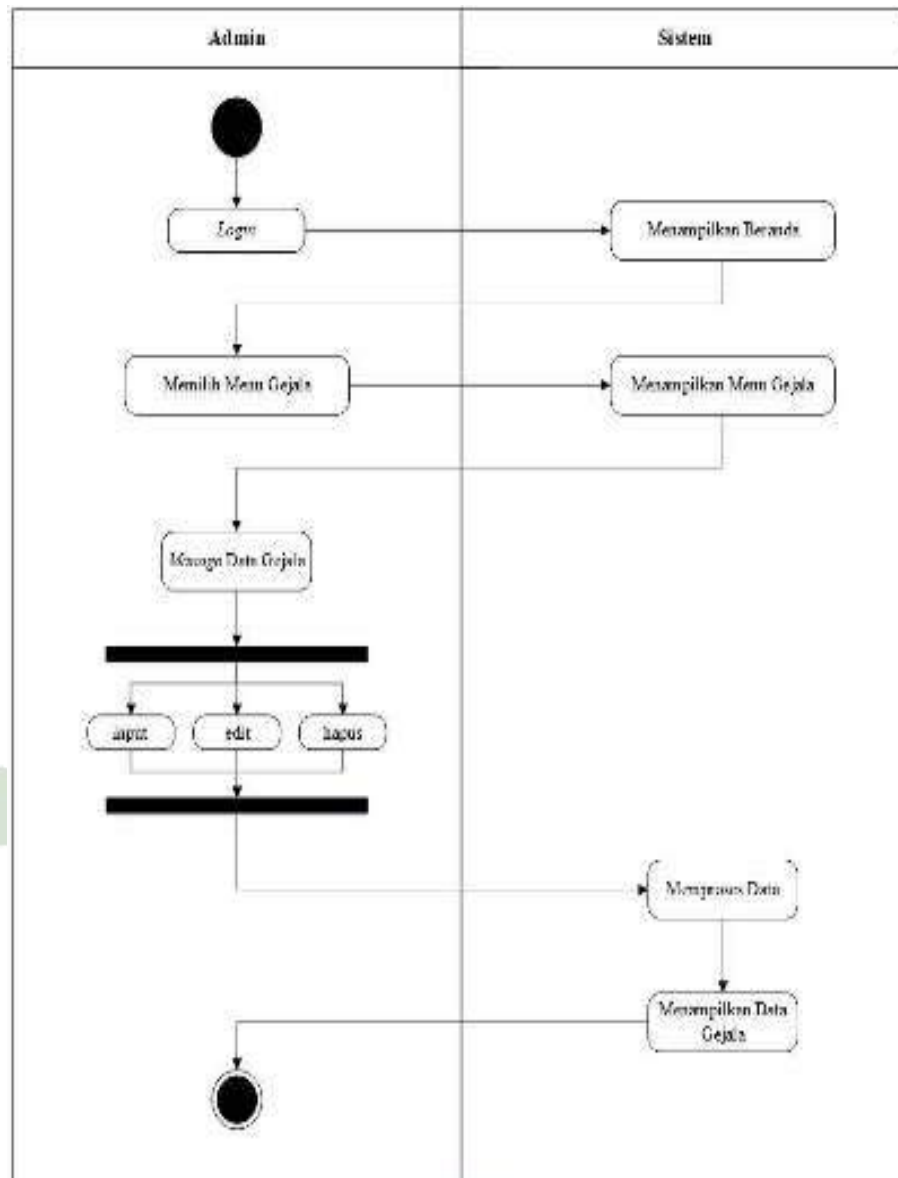 Admin
Sistem
Login
Menampilkan Beranda
Memilih Menu Gejala
Menampilkan Menu Gejala
Data Gejala
input
edit
hapus
Memproses Data
Menampilkan Data
Gejala